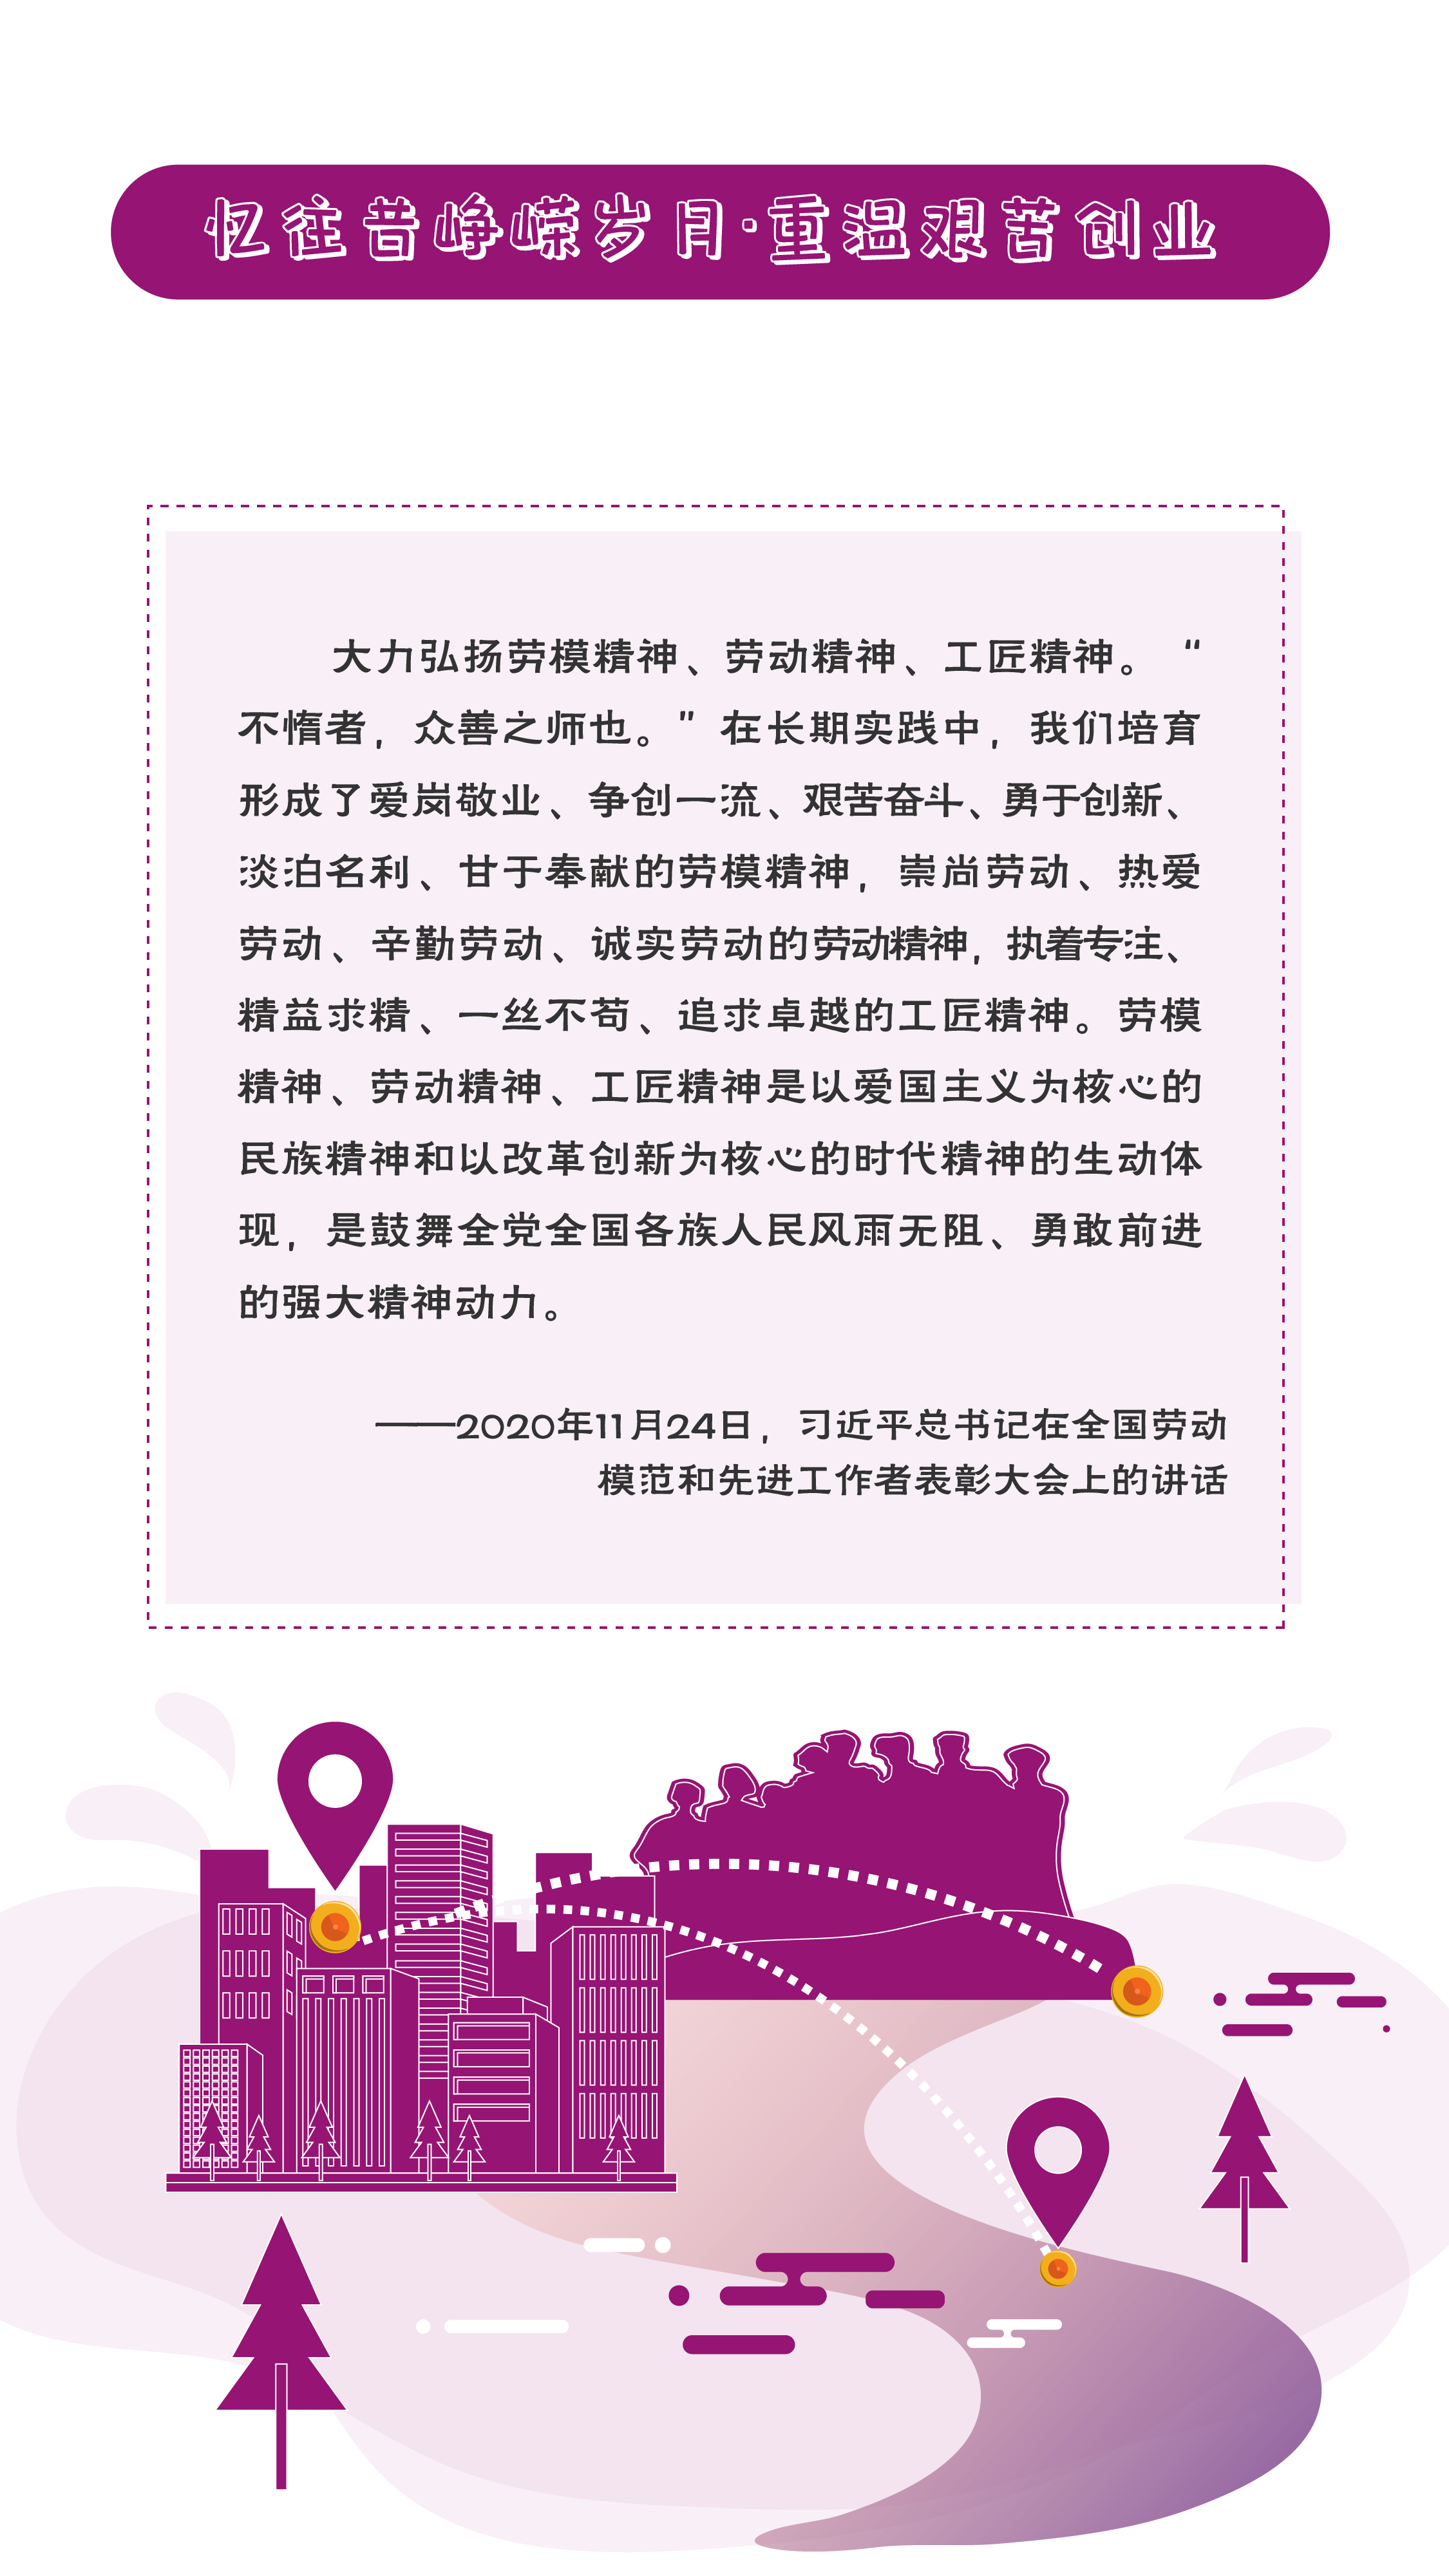 忆往昔峥嵘岁月·重温艰苦创业
大力弘扬劳模精神、劳动精神、工匠精神。“
不惰者，众善之师也。”在长期实践中，我们培育
形成了爱岗敬业、争创一流、艰苦奋斗、勇于创新、
淡泊名利、甘于奉献的劳模精神，崇尚劳动、热爱
劳动、辛勤劳动、诚实劳动的劳动精神，执着专注、
精益求精、一丝不苟、追求卓越的工匠精神。劳模
精神、劳动精神、工匠精神是以爱国主义为核心的
民族精神和以改革创新为核心的时代精神的生动体
现，是鼓舞全党全国各族人民风雨无阻、勇敢前进
的强大精神动力。
——2020年11月24日，习近平总书记在全国劳动
模范和先进工作者表彰大会上的讲话